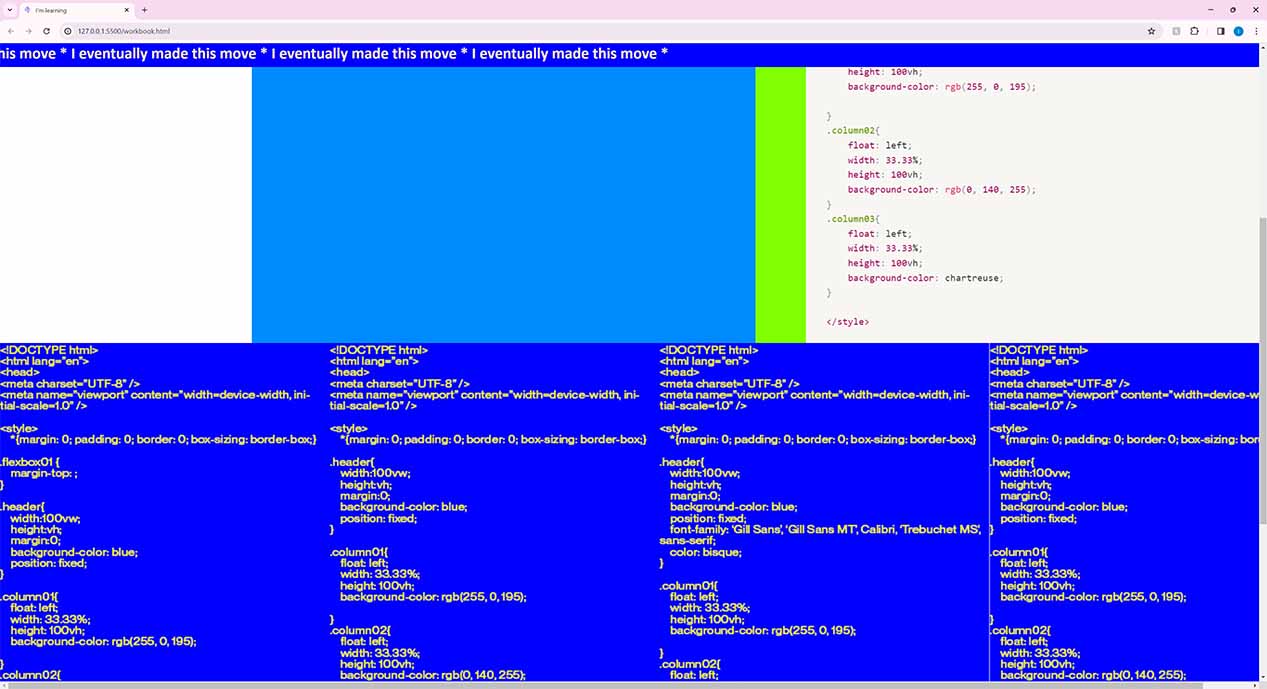 I'm learning
127.0.0.1:5500/workbook.html
his move * I eventually made this move * I eventually made this move * I eventually made this move *
height: 100vh;
background-color: rgb(255, 0, 195);
}
.column02{
float: left;
width: 33.33%;
height: 100vh;
background-color: rgb(0, 140, 255);
}
.column03{
float: left;
width: 33.33%;
height: 100vh;
background-color: chartreuse;
}
</style>
<!DOCTYPE html>
<html lang="en">
<head>
<meta charset="UTF-8" />
<meta name="viewport" content="width=device-width, ini-
tial-scale=1.0" />
<style>
*{margin: 0; padding: 0; border: 0; box-sizing: border-box;}
.flexbox01 {
margin-top: ;
}
.header{
width:100vw;
height:vh;
margin:0;
background-color: blue;
position: fixed;
}
.column01{
float: left;
width: 33.33%;
height: 100vh;
background-color: rgb(255, 0, 195);
}
.column02{
<!DOCTYPE html>
<html lang="en">
<head>
<meta charset="UTF-8" />
<meta name="viewport" content="width=device-width, ini-
tial-scale=1.0" />
<style>
*{margin: 0; padding: 0; border: 0; box-sizing: border-box;}
.header{
width:100vw;
height:vh;
margin:0;
background-color: blue;
position: fixed;
}
.column01{
float: left;
width: 33.33%;
height: 100vh;
background-color: rgb(255, 0, 195);
}
.column02{
float: left;
width: 33.33%;
height: 100vh;
background-color: rgb(0, 140, 255);
<!DOCTYPE html>
<html lang="en">
<head>
<meta charset="UTF-8" />
<meta name="viewport" content="width=device-width, ini-
tial-scale=1.0" />
<style>
*{margin: 0; padding: 0; border: 0; box-sizing: border-box;}
.header{
width:100vw;
height:vh;
margin:0;
background-color: blue;
position: fixed;
font-family: 'Gill Sans', 'Gill Sans MT', Calibri, 'Trebuchet MS',
sans-serif;
color: bisque;
}
.column01{
float: left;
width: 33.33%;
height: 100vh;
background-color: rgb(255, 0, 195);
}
.column02{
float: left;
<!DOCTYPE html>
<html lang="en">
<head>
<meta charset="UTF-8" />
<meta name="viewport" content="width=device-w
tial-scale=1.0" />
<style>
*{margin: 0; padding: 0; border: 0; box-sizing: bor
.header{
width:100vw;
height:vh;
margin:0;
background-color: blue;
position: fixed;
}
.column01{
float: left;
width: 33.33%;
height: 100vh;
background-color: rgb(255, 0, 195);
}
.column02{
float: left;
width: 33.33%;
height: 100vh;
background-color: rgb(0, 140, 255);